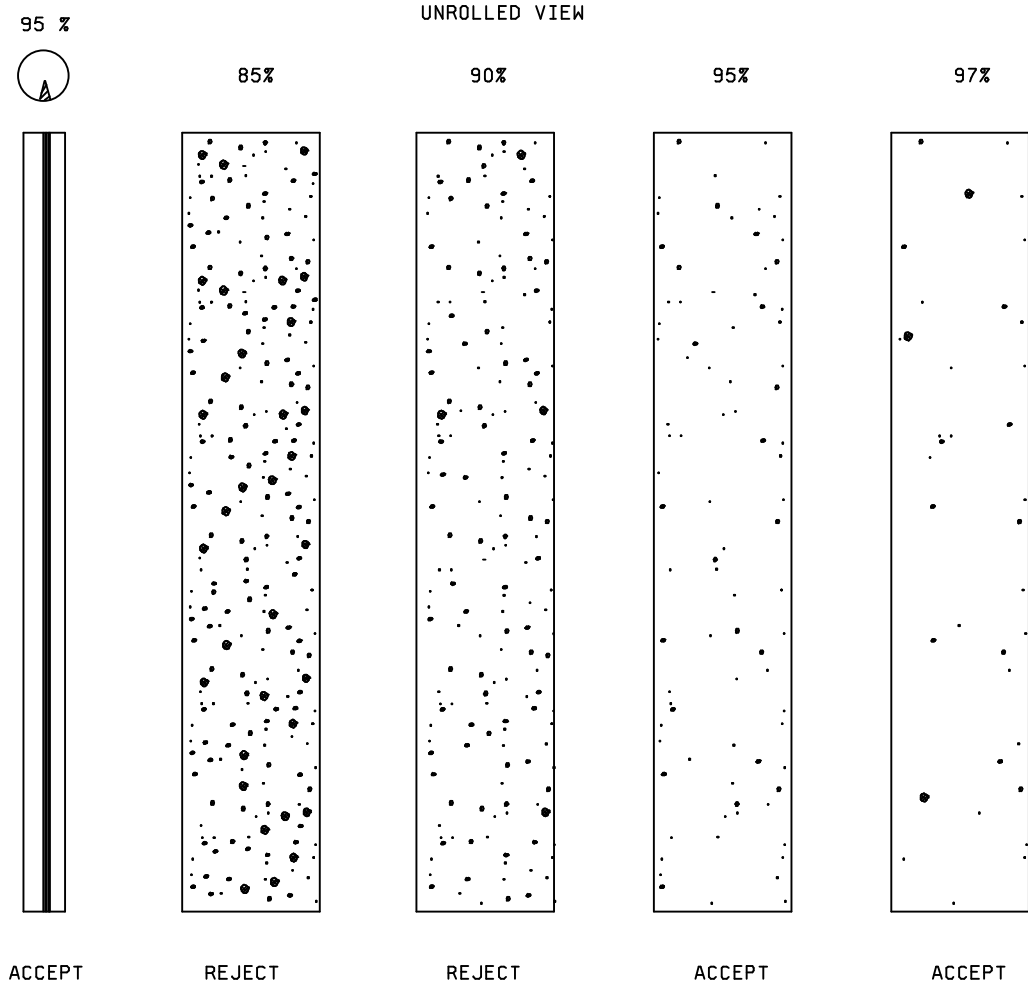 UNROLLED VIEW
95 %
85%
90%
95%
97%
ACCEPT
REJECT
REJECT
ACCEPT
ACCEPT